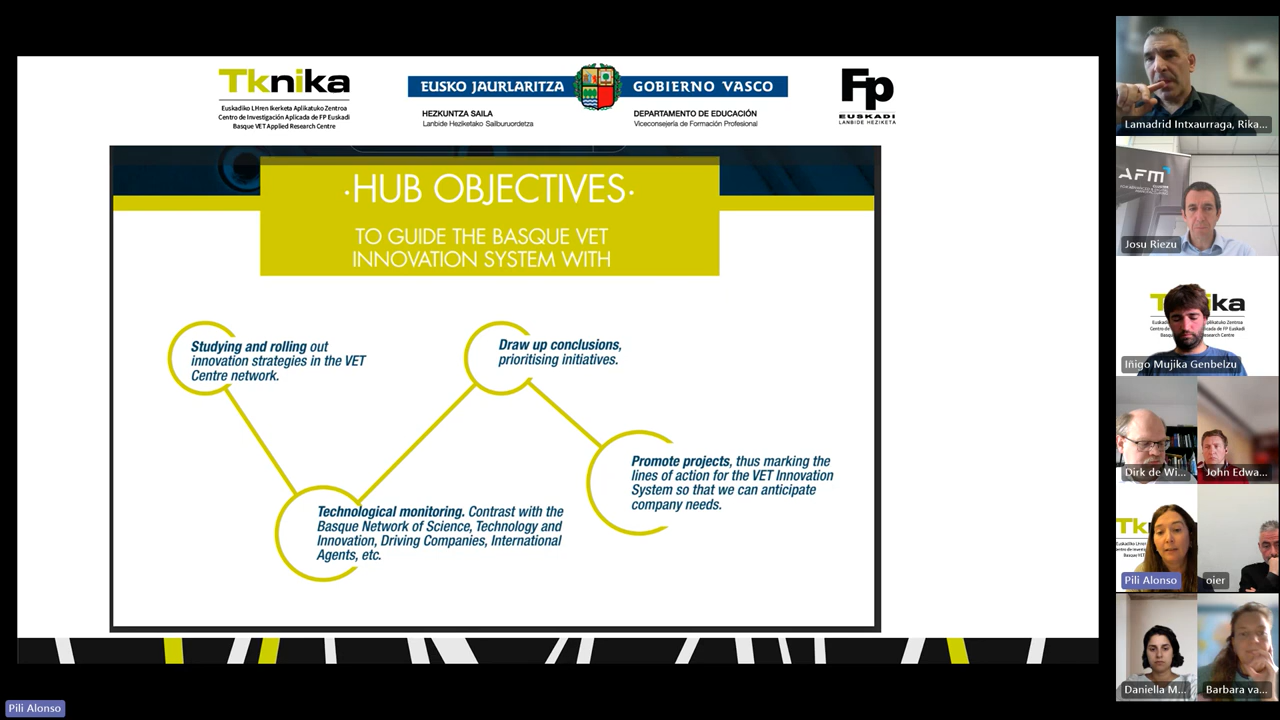 Tknika
Euskadiko LHren Ikerketa Aplikatuko Zentroa
Centro de Investigación Aplicada de FP Euskadi
Basque VET Applied Research Centre
EUSKO JAURLARITZA
GOBIERNO VASCO
HEZKUNTZA SAILA
Lanbide Heziketako Sailburuordetza
DEPARTAMENTO DE EDUCACIÓN
Viceconsejería de Formación Profesional
Fp
EUSKADI
LANBIDE HEZIKETA
·HUB OBJECTIVES·
TO GUIDE THE BASQUE VET
INNOVATION SYSTEM WITH
Studying and rolling out
innovation strategies in the VET
Centre network.
Draw up conclusions,
prioritising initiatives.
Technological monitoring. Contrast with the
Basque Network of Science, Technology and
Innovation, Driving Companies, International
Agents, etc.
Promote projects, thus marking the
lines of action for the VET Innovation
System so that we can anticipate
company needs.
Lamadrid Intxaurraga, Rika...
AFM
CLUSTER
Josu Riezu
Iñigo Mujika Genbelzu
Dirk de Wi...
John Edwa...
Pili Alonso
oier
Daniella M...
Barbara va...
Pili Alonso